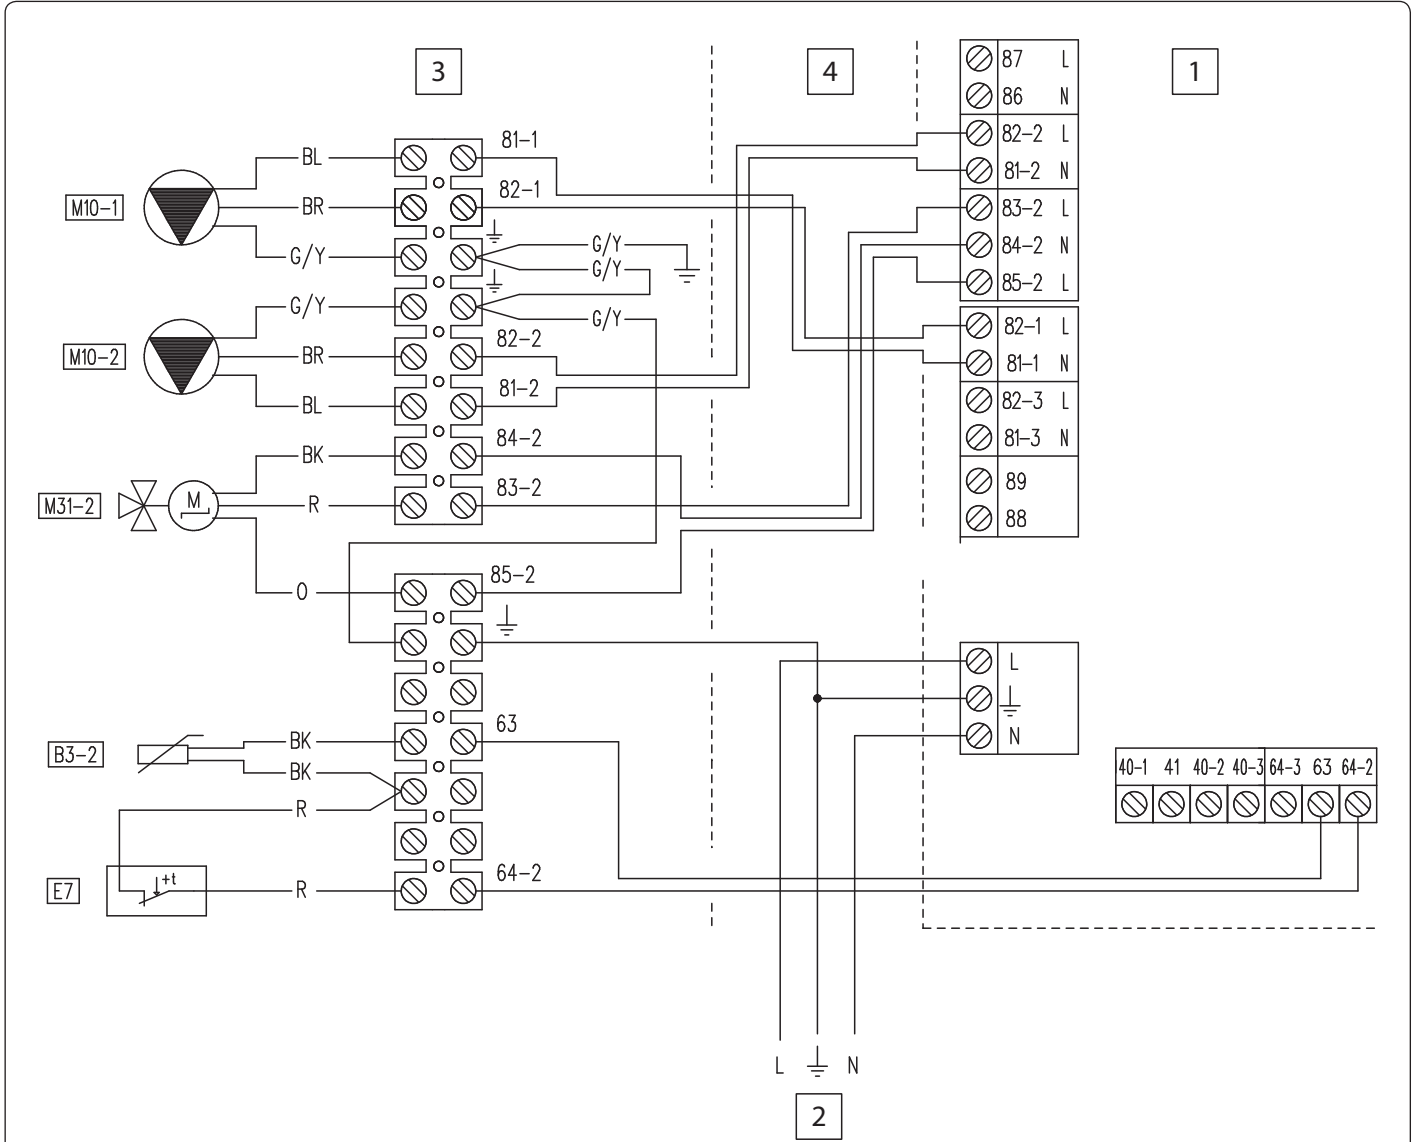 3
4
1
87 L
86 N
82-2 L
81-2 N
83-2 L
84-2 N
85-2 L
82-1 L
81-1 N
82-3 L
81-3 N
89
88
M10-1
BL
BR
G/Y
81-1
82-1
G/Y
G/Y
G/Y
M10-2
G/Y
BR
BL
82-2
81-2
M31-2
M
BK
R
O
84-2
83-2
85-2
L
N
B3-2
BK
BK
R
63
E7
+t
R
64-2
40-1 41 40-2 40-3 64-3 63 64-2
L N
2